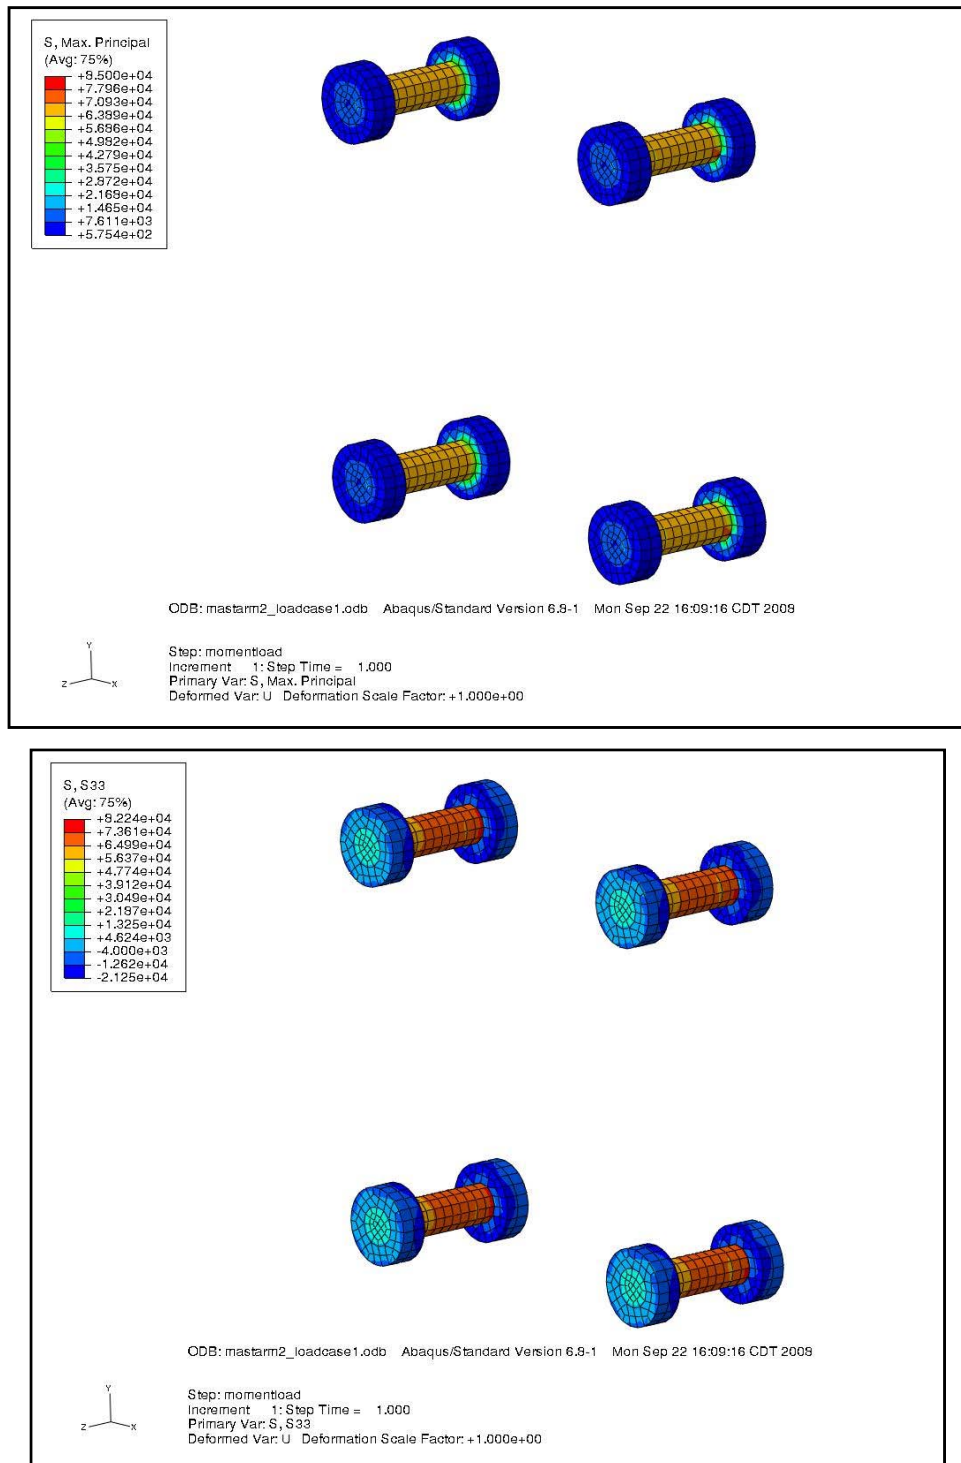 S, Max. Principal
(Avg: 75%)
+8.500e+04
+7.796e+04
+7.093e+04
+6.389e+04
+5.686e+04
+4.982e+04
+4.279e+04
+3.575e+04
+2.872e+04
+2.168e+04
+1.465e+04
+7.611e+03
+5.754e+02
ODB: mastarm2_loadcase1.odb Abaqus/Standard Version 6.8-1 Mon Sep 22 16:09:16 CDT 2008
Y
Z X
Step: momentload
Increment 1: Step Time = 1.000
Primary Var: S, Max. Principal
Deformed Var: U Deformation Scale Factor: +1.000e+00
S, S33
(Avg: 75%)
+8.224e+04
+7.361e+04
+6.499e+04
+5.637e+04
+4.774e+04
+3.912e+04
+3.049e+04
+2.187e+04
+1.325e+04
+4.624e+03
-4.000e+03
-1.262e+04
-2.125e+04
ODB: mastarm2_loadcase1.odb Abaqus/Standard Version 6.8-1 Mon Sep 22 16:09:16 CDT 2008
Y
Z X
Step: momentload
Increment 1: Step Time = 1.000
Primary Var: S, S33
Deformed Var: U Deformation Scale Factor: +1.000e+00